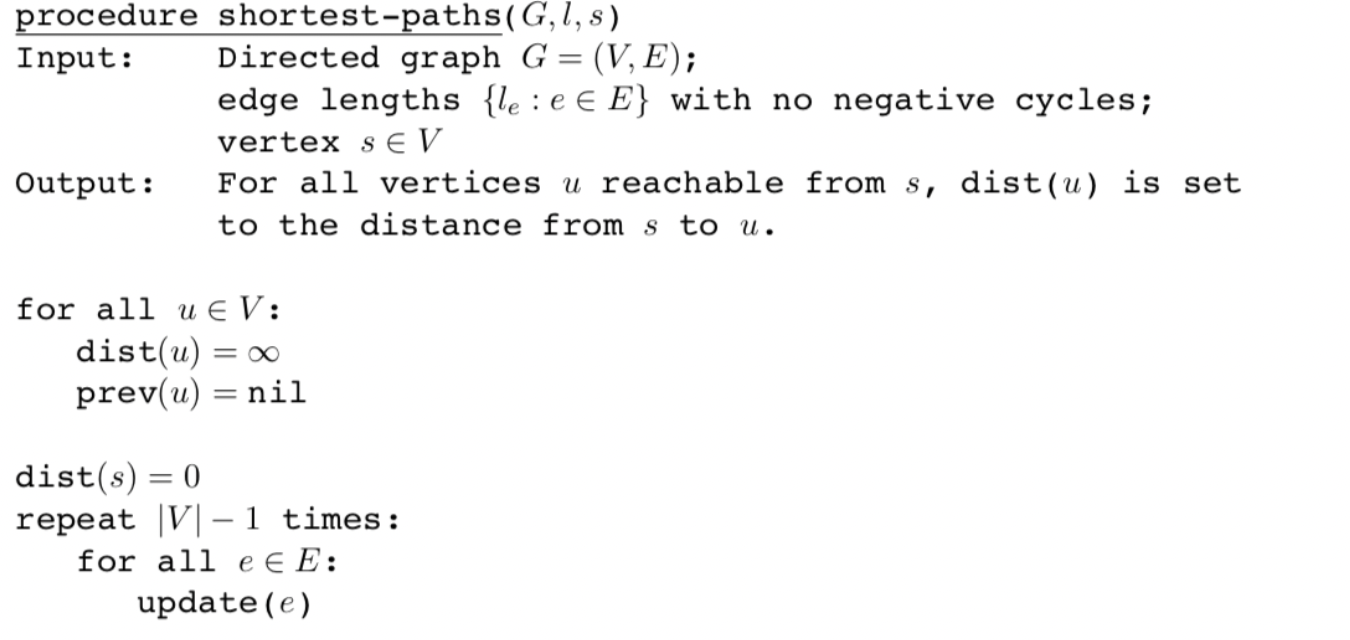 procedure shortest-paths(G, l, s)
Input: Directed graph G = (V, E);
edge lengths {lₑ : e ∈ E} with no negative cycles;
vertex s ∈ V
Output: For all vertices u reachable from s, dist(u) is set
to the distance from s to u.
for all u ∈ V:
dist(u) = ∞
prev(u) = nil
dist(s) = 0
repeat |V| − 1 times:
for all e ∈ E:
update(e)